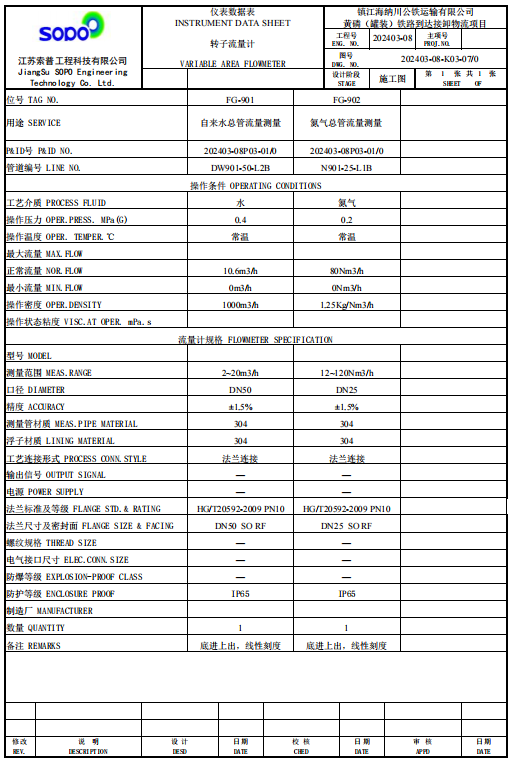 SOPO
江苏索普工程科技有限公司
JiangSu SOPO Engineering
Technology Co. Ltd.
仪表数据表
INSTRUMENT DATA SHEET
转子流量计
VARIABLE AREA FLOWMETER
镇江海纳川公铁运输有限公司
黄磷（罐装）铁路到达接卸物流项目
工程号 ENG. NO. 202403-08 主项号 PROJ.NO.
图号 DWG. NO. 202403-08-K03-07/0
设计阶段 STAGE 施工图 第 1 张 共 1 张 SHEET OF
位号 TAG NO. FG-901 FG-902
用途 SERVICE 自来水总管流量测量 氮气总管流量测量
P&ID号 P&ID NO. 202403-08P03-01/0 202403-08P03-01/0
管道编号 LINE NO. DW901-50-L2B N901-25-L1B
操作条件 OPERATING CONDITIONS
工艺介质 PROCESS FLUID 水 氮气
操作压力 OPER.PRESS. MPa(G) 0.4 0.2
操作温度 OPER. TEMPER.℃ 常温 常温
最大流量 MAX.FLOW
正常流量 NOR.FLOW 10.6m3/h 80Nm3/h
最小流量 MIN.FLOW 0m3/h 0Nm3/h
操作密度 OPER.DENSITY 1000m3/h 1.25Kg/Nm3/h
操作状态粘度 VISC.AT OPER. mPa.s
流量计规格 FLOWMETER SPECIFICATION
型号 MODEL
测量范围 MEAS.RANGE 2~20m3/h 12~120Nm3/h
口径 DIAMETER DN50 DN25
精度 ACCURACY ±1.5% ±1.5%
测量管材质 MEAS.PIPE MATERIAL 304 304
浮子材质 LINING MATERIAL 304 304
工艺连接形式 PROCESS CONN.STYLE 法兰连接 法兰连接
输出信号 OUTPUT SIGNAL — —
电源 POWER SUPPLY — —
法兰标准及等级 FLANGE STD.& RATING HG/T20592-2009 PN10 HG/T20592-2009 PN10
法兰尺寸及密封面 FLANGE SIZE & FACING DN50 SO RF DN25 SO RF
螺纹规格 THREAD SIZE — —
电气接口尺寸 ELEC.CONN.SIZE — —
防爆等级 EXPLOSION-PROOF CLASS — —
防护等级 ENCLOSURE PROOF IP65 IP65
制造厂 MANUFACTURER
数量 QUANTITY 1 1
备注 REMARKS 底进上出，线性刻度 底进上出，线性刻度
修改 说 明 设 计 日期 校 核 日期 审 核 日期
REV. DESCRIPTION DESD DATE CHED DATE APPD DATE